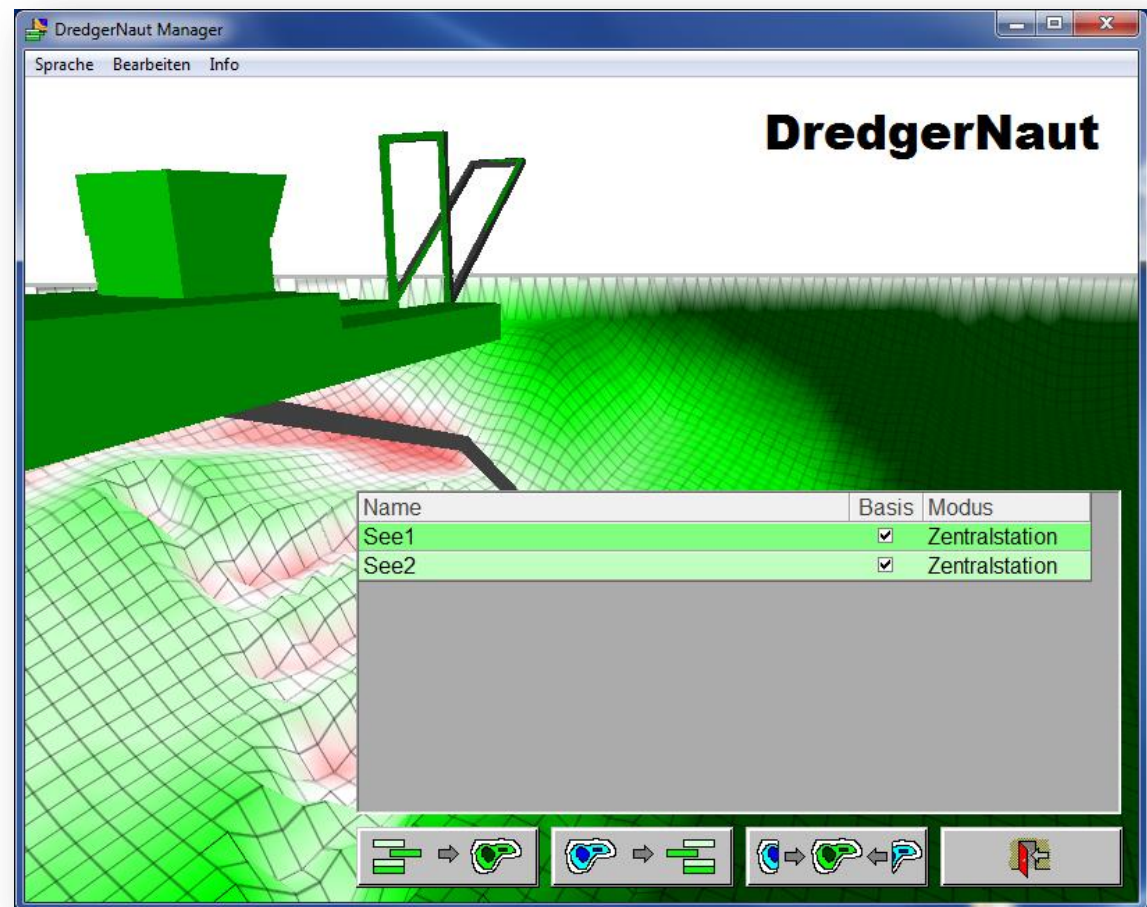 DredgerNaut Manager
Sprache Bearbeiten Info
DredgerNaut
Name Basis Modus
See1 Zentralstation
See2 Zentralstation